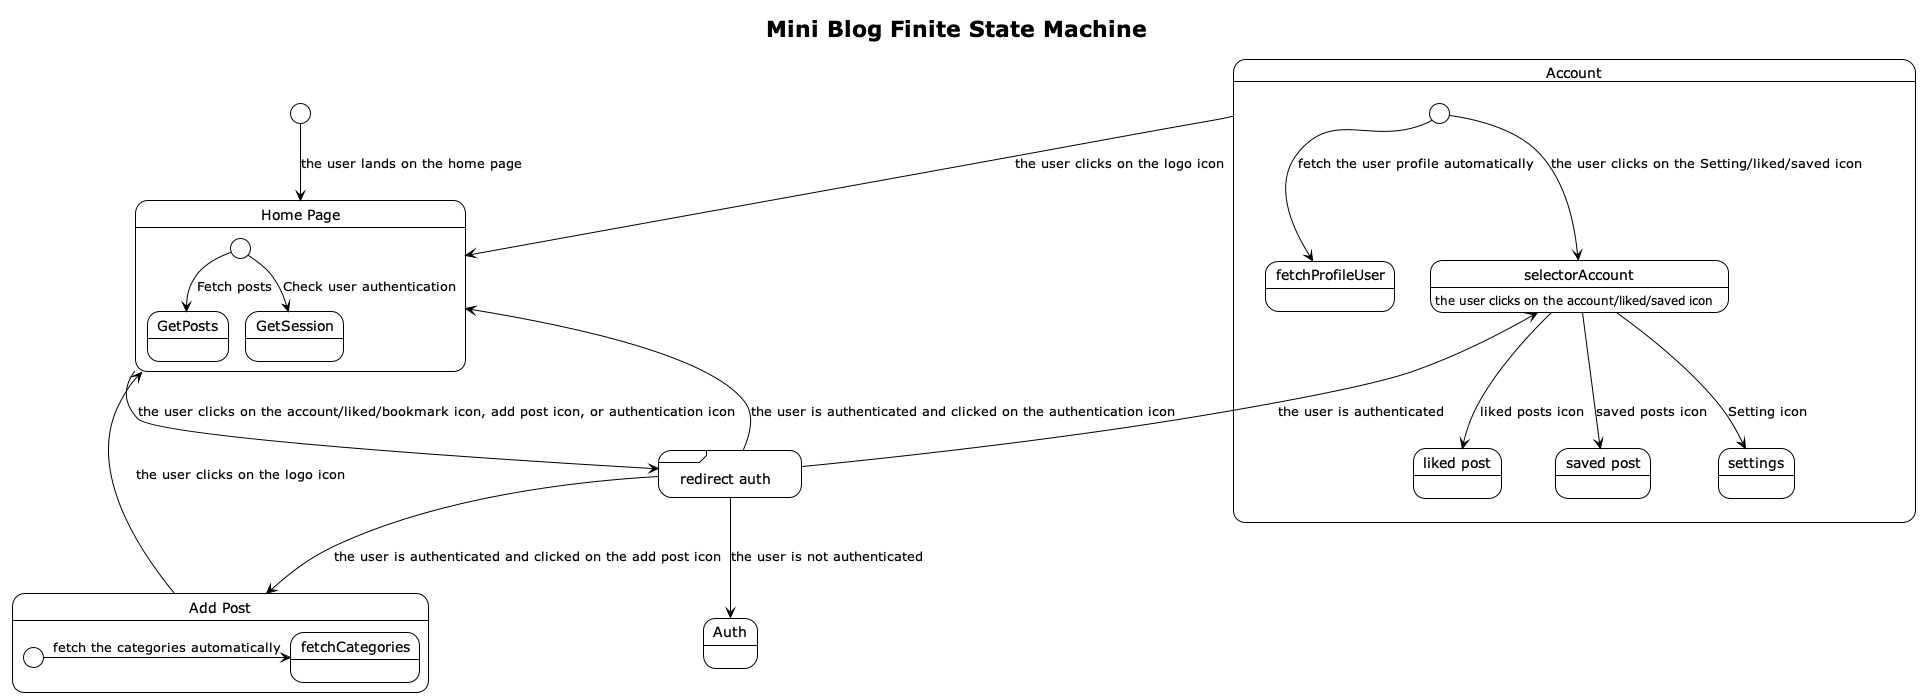 Mini Blog Finite State Machine
Account
the user lands on the home page
the user clicks on the logo icon
fetch the user profile automatically
the user clicks on the Setting/liked/saved icon
Home Page
Fetch posts
Check user authentication
GetPosts
GetSession
fetchProfileUser
selectorAccount
the user clicks on the account/liked/saved icon
the user clicks on the account/liked/bookmark icon, add post icon, or authentication icon
the user is authenticated and clicked on the authentication icon
the user is authenticated
liked posts icon
saved posts icon
Setting icon
the user clicks on the logo icon
redirect auth
liked post
saved post
settings
the user is authenticated and clicked on the add post icon
the user is not authenticated
Add Post
fetch the categories automatically
fetchCategories
Auth